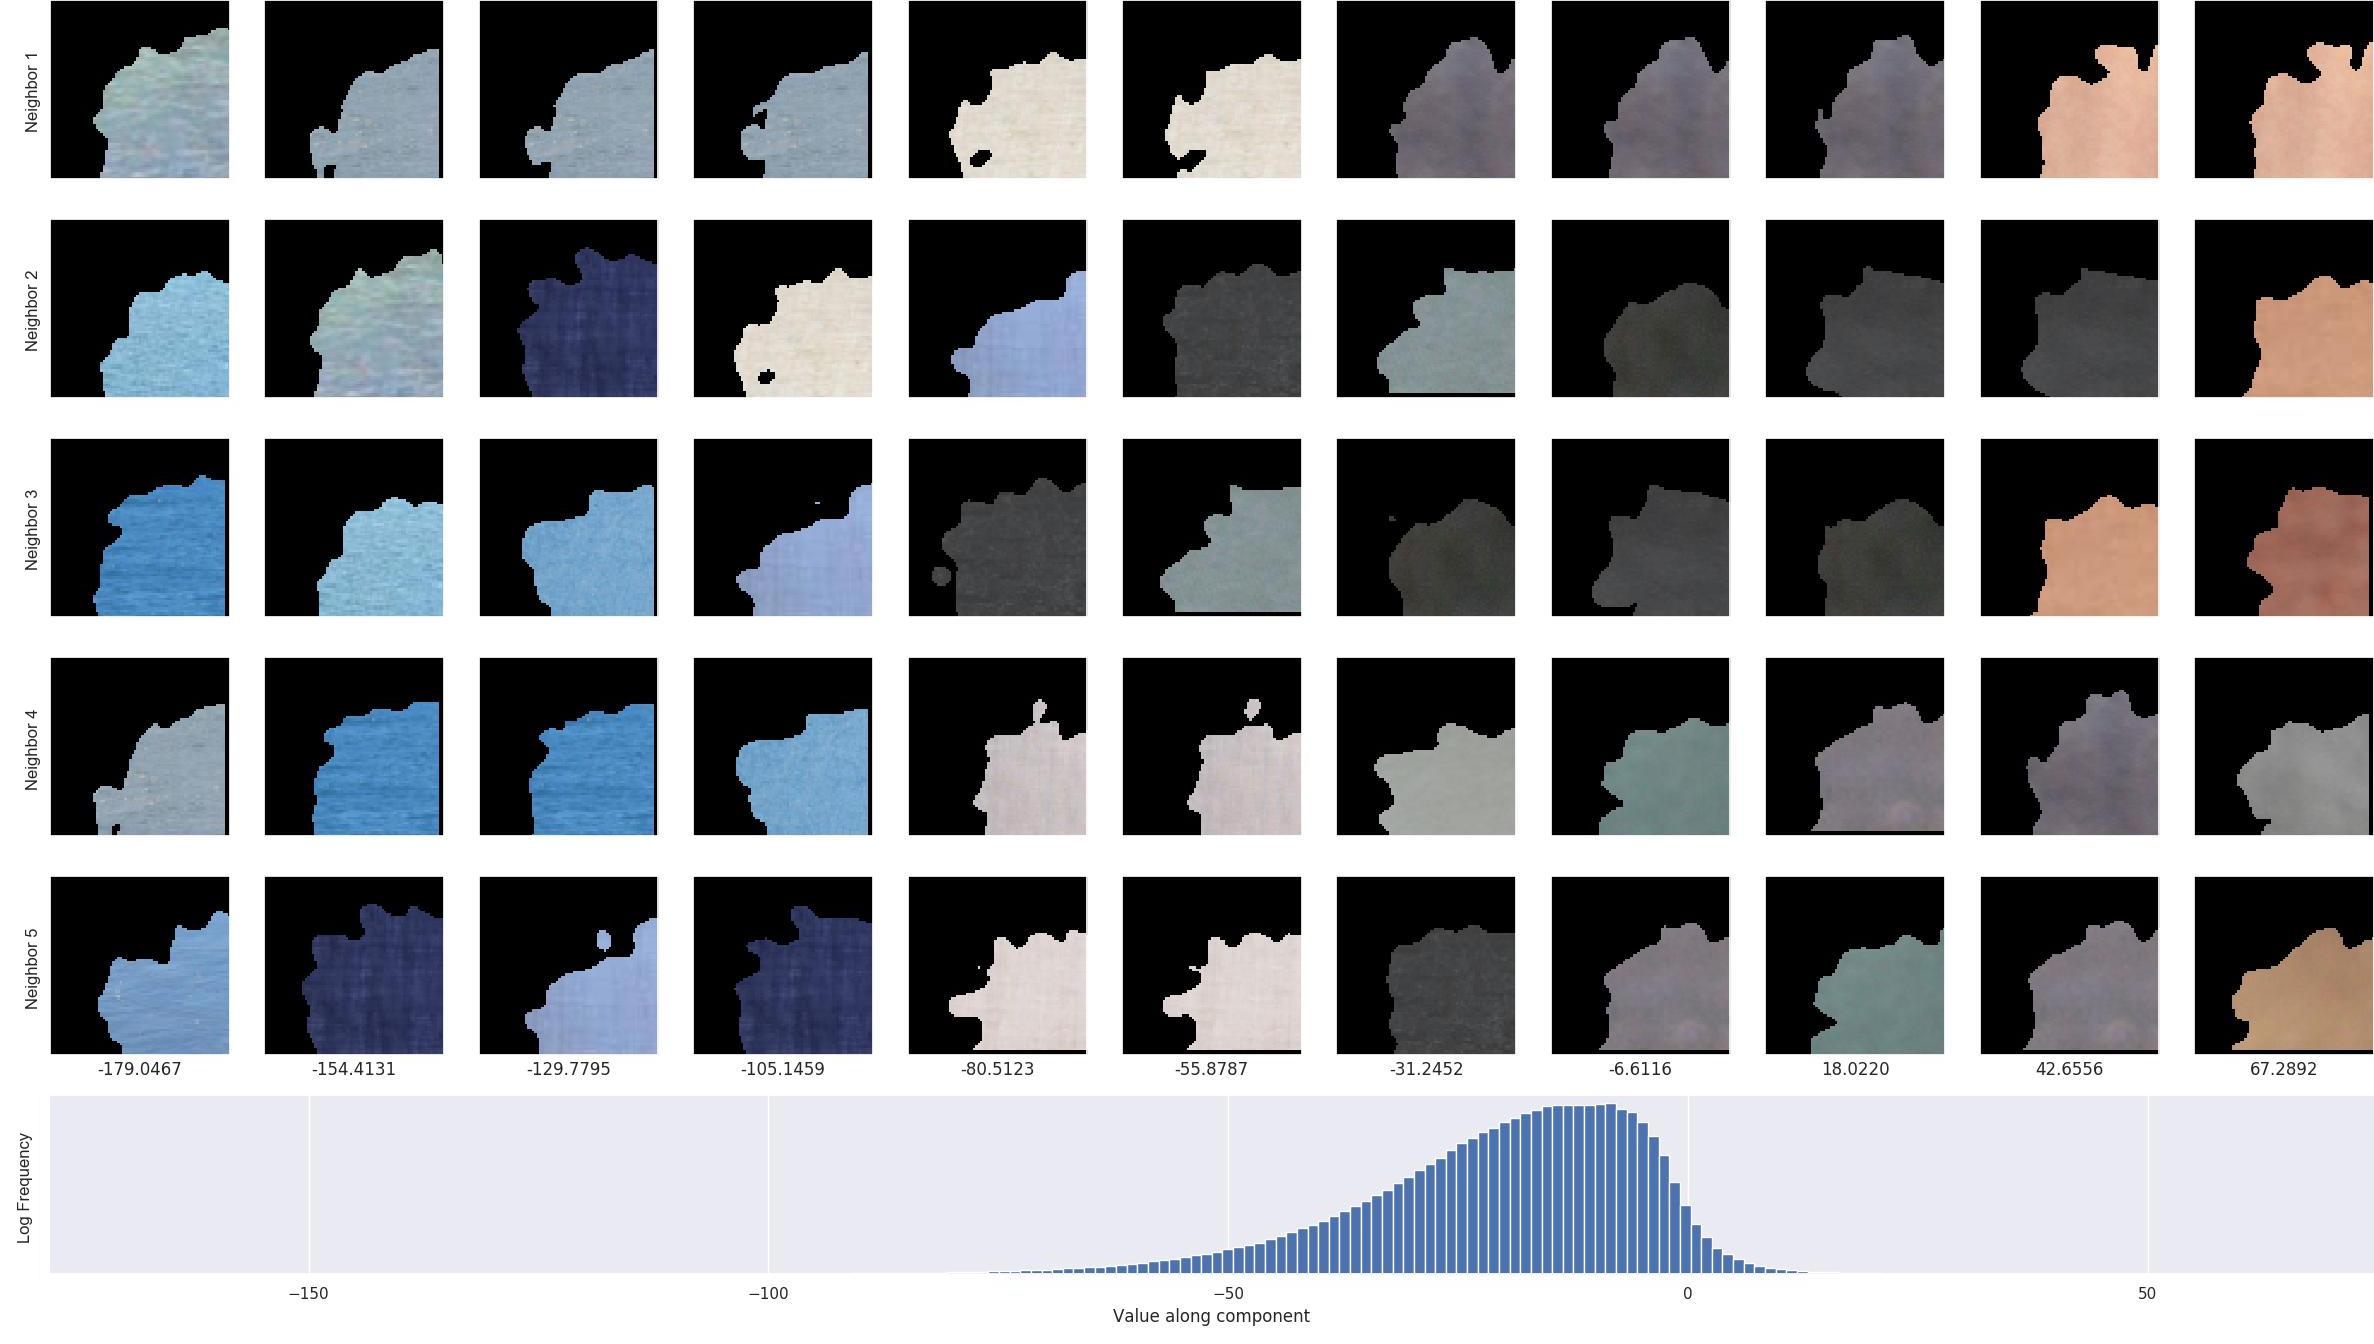 Neighbor 1
Neighbor 2
Neighbor 3
Neighbor 4
Neighbor 5
-179.0467 -154.4131 -129.7795 -105.1459 -80.5123 -55.8787 -31.2452 -6.6116 18.0220 42.6556 67.2892
Log Frequency
−150 −100 −50 0 50
Value along component